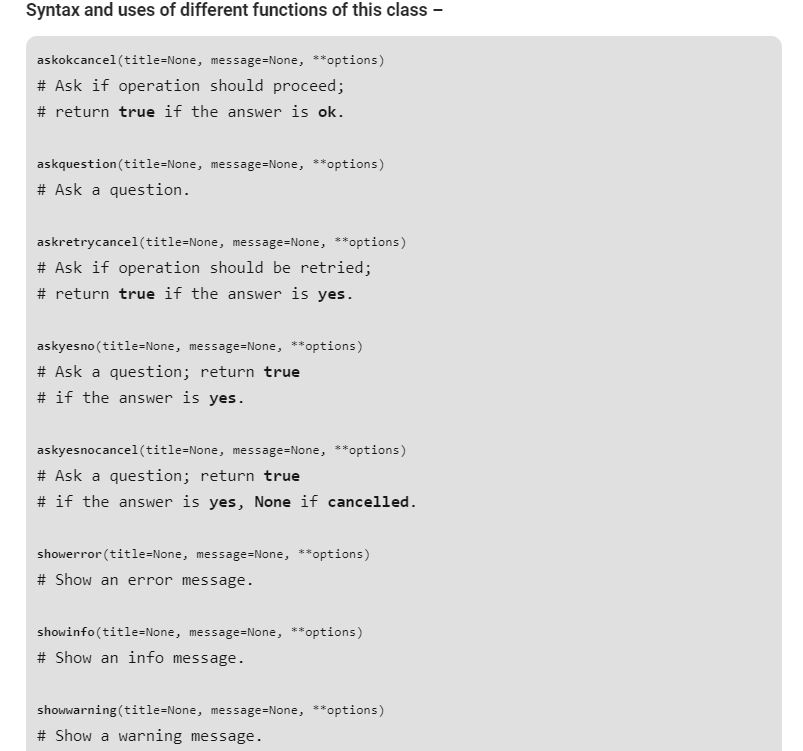 Syntax and uses of different functions of this class –
askokcancel(title=None, message=None, **options)
# Ask if operation should proceed;
# return true if the answer is ok.
askquestion(title=None, message=None, **options)
# Ask a question.
askretrycancel(title=None, message=None, **options)
# Ask if operation should be retried;
# return true if the answer is yes.
askyesno(title=None, message=None, **options)
# Ask a question; return true
# if the answer is yes.
askyesnocancel(title=None, message=None, **options)
# Ask a question; return true
# if the answer is yes, None if cancelled.
showerror(title=None, message=None, **options)
# Show an error message.
showinfo(title=None, message=None, **options)
# Show an info message.
showwarning(title=None, message=None, **options)
# Show a warning message.